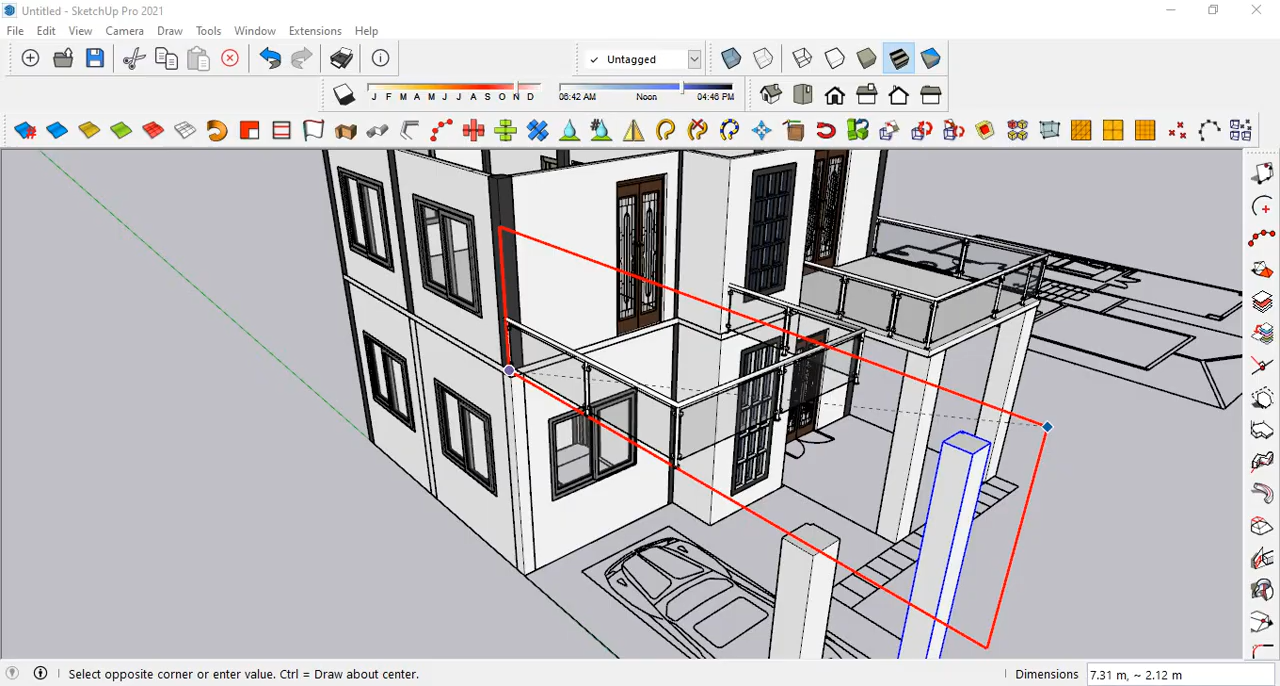 Untitled - SketchUp Pro 2021
File Edit View Camera Draw Tools Window Extensions Help
Untagged
J F M A M J J A S O N D
06:42 AM Noon 04:46 PM
Select opposite corner or enter value. Ctrl = Draw about center.
Dimensions 7.31 m, ~ 2.12 m